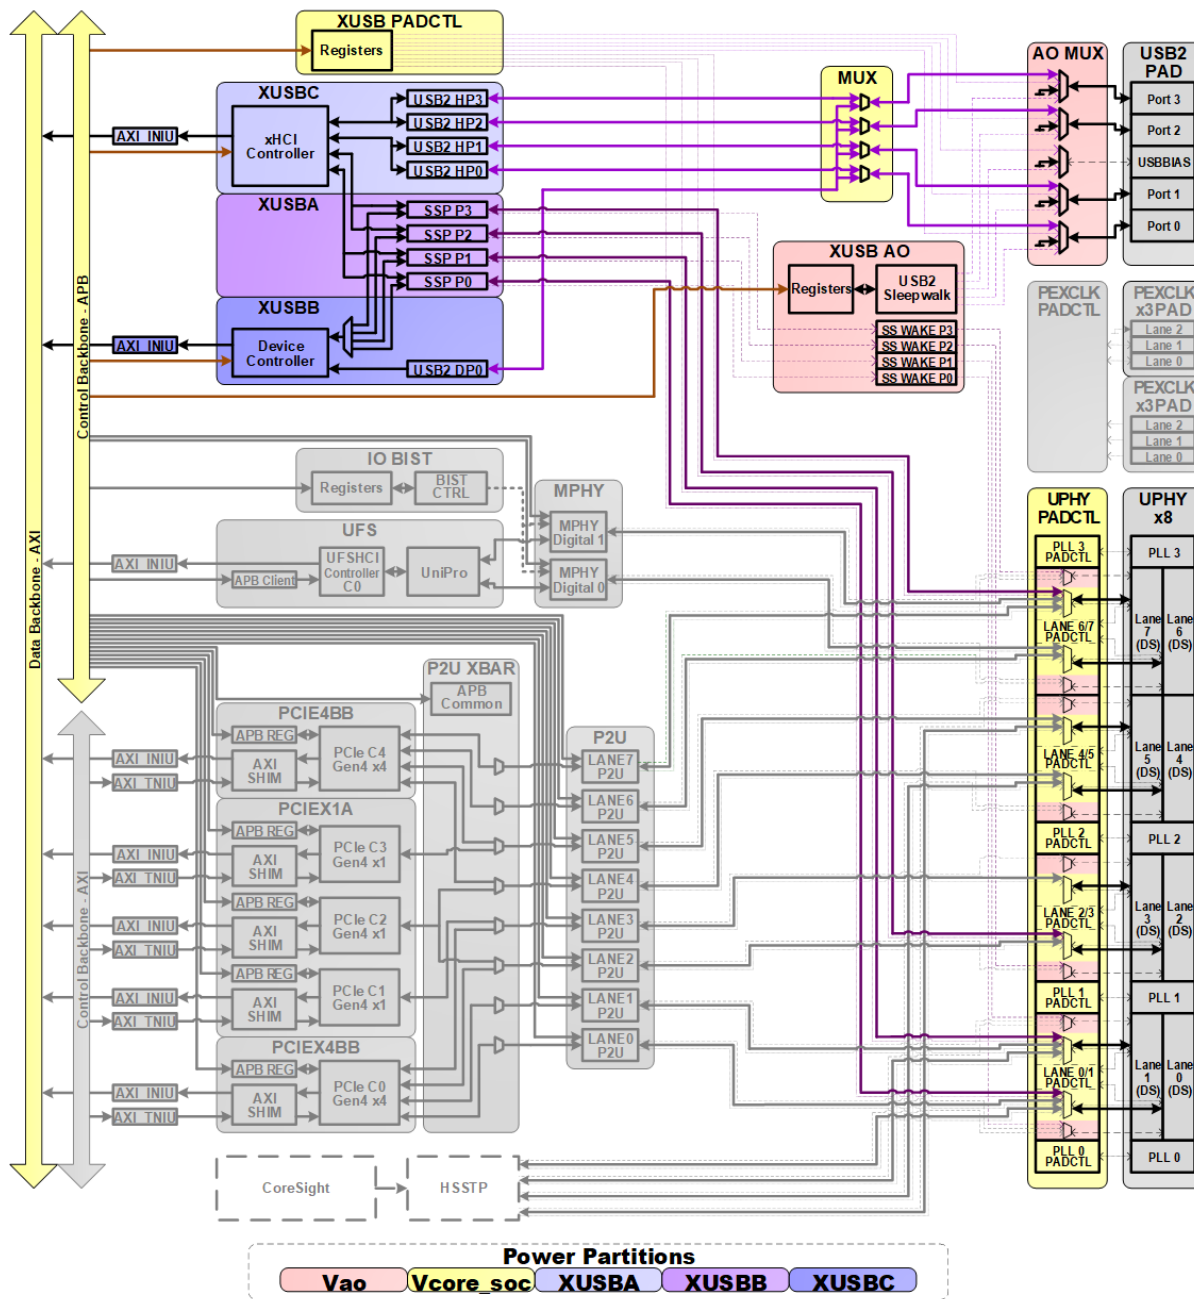 XUSB PADCTL
Registers
XUSBC
xHCI
Controller
USB2 HP3
USB2 HP2
USB2 HP1
USB2 HP0
AXI INIU
XUSBA
SSP P3
SSP P2
SSP P1
SSP P0
XUSBB
Device
Controller
USB2 DP0
AXI INIU
MUX
AO MUX
USB2
PAD
Port 3
Port 2
USBBIAS
Port 1
Port 0
XUSB AO
Registers
USB2
Sleepwalk
SS WAKE P3
SS WAKE P2
SS WAKE P1
SS WAKE P0
PEXCLK
PADCTL
PEXCLK
x3PAD
Lane 2
Lane 1
Lane 0
PEXCLK
x3PAD
Lane 2
Lane 1
Lane 0
Data Backbone - AXI
Control Backbone - APB
Control Backbone - AXI
IO BIST
Registers
BIST
CTRL
UFS
AXI INIU
APB Client
UFSHCI
Controller
C0
UniPro
MPHY
MPHY
Digital 1
MPHY
Digital 0
P2U XBAR
APB
Common
PCIE4BB
APB REG
AXI
SHIM
PCIe C4
Gen4 x4
AXI INIU
AXI TNIU
PCIEX1A
APB REG
AXI
SHIM
PCIe C3
Gen4 x1
AXI INIU
AXI TNIU
APB REG
AXI
SHIM
PCIe C2
Gen4 x1
AXI INIU
AXI TNIU
APB REG
AXI
SHIM
PCIe C1
Gen4 x1
AXI INIU
AXI TNIU
PCIEX4BB
APB REG
AXI
SHIM
PCIe C0
Gen4 x4
AXI INIU
AXI TNIU
P2U
LANE7
P2U
LANE6
P2U
LANE5
P2U
LANE4
P2U
LANE3
P2U
LANE2
P2U
LANE1
P2U
LANE0
P2U
UPHY
PADCTL
PLL 3
PADCTL
LANE 6/7
PADCTL
LANE 4/5
PADCTL
PLL 2
PADCTL
LANE 2/3
PADCTL
PLL 1
PADCTL
LANE 0/1
PADCTL
PLL 0
PADCTL
UPHY
x8
PLL 3
Lane
7
(DS)
Lane
6
(DS)
Lane
5
(DS)
Lane
4
(DS)
PLL 2
Lane
3
(DS)
Lane
2
(DS)
PLL 1
Lane
1
(DS)
Lane
0
(DS)
PLL 0
CoreSight
HSSTP
Power Partitions
Vao
Vcore_soc
XUSBA
XUSBB
XUSBC